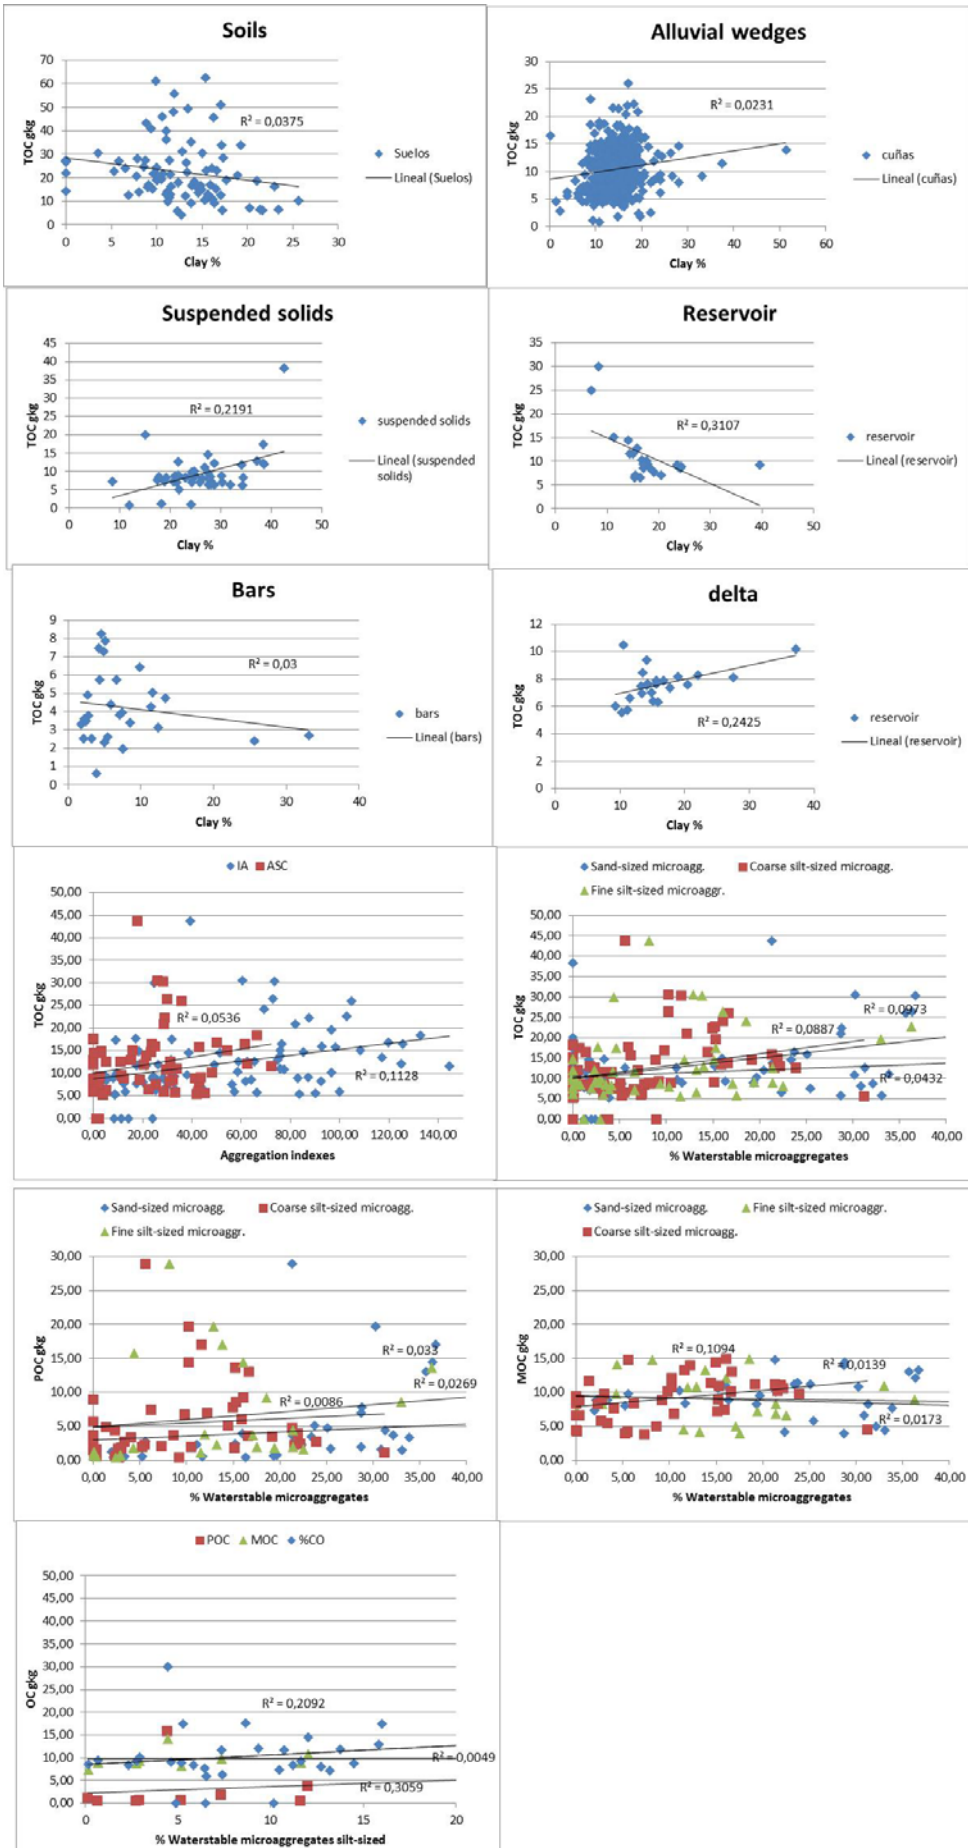 Soils
70
60
50
40
30
20
10
0
TOC gkg
R² = 0,0375
Suelos
Lineal (Suelos)
0 5 10 15 20 25 30
Clay %
Alluvial wedges
30
25
20
15
10
5
0
TOC gkg
R² = 0,0231
cuñas
Lineal (cuñas)
0 10 20 30 40 50 60
Clay %
Suspended solids
45
40
35
30
25
20
15
10
5
0
TOC gkg
R² = 0,2191
suspended solids
Lineal (suspended
solids)
0 10 20 30 40 50
Clay %
Reservoir
35
30
25
20
15
10
5
0
TOC gkg
R² = 0,3107
reservoir
Lineal (reservoir)
0 10 20 30 40 50
Clay %
Bars
9
8
7
6
5
4
3
2
1
0
TOC gkg
R² = 0,03
bars
Lineal (bars)
0 10 20 30 40
Clay %
delta
12
10
8
6
4
2
0
TOC gkg
R² = 0,2425
reservoir
Lineal (reservoir)
0 10 20 30 40
Clay %
IA ASC
50,00
45,00
40,00
35,00
30,00
25,00
20,00
15,00
10,00
5,00
0,00
TOC gkg
R² = 0,0536
R² = 0,1128
0,00 20,00 40,00 60,00 80,00 100,00 120,00 140,00
Aggregation indexes
Sand-sized microagg. Coarse silt-sized microagg.
Fine silt-sized microaggr.
50,00
45,00
40,00
35,00
30,00
25,00
20,00
15,00
10,00
5,00
0,00
TOC gkg
R² = 0,0973
R² = 0,0887
R² = 0,0432
0,00 5,00 10,00 15,00 20,00 25,00 30,00 35,00 40,00
% Waterstable microaggregates
Sand-sized microagg. Coarse silt-sized microagg.
Fine silt-sized microaggr.
30,00
25,00
20,00
15,00
10,00
5,00
0,00
POC gkg
R² = 0,033
R² = 0,0269
R² = 0,0086
0,00 5,00 10,00 15,00 20,00 25,00 30,00 35,00 40,00
% Waterstable microaggregates
Sand-sized microagg. Fine silt-sized microaggr.
Coarse silt-sized microagg.
30,00
25,00
20,00
15,00
10,00
5,00
0,00
MOC gkg
R² = 0,1094
R² = 0,0139
R² = 0,0173
0,00 5,00 10,00 15,00 20,00 25,00 30,00 35,00 40,00
% Waterstable microaggregates
POC MOC %CO
50,00
45,00
40,00
35,00
30,00
25,00
20,00
15,00
10,00
5,00
0,00
OC gkg
R² = 0,2092
R² = 0,0049
R² = 0,3059
0 5 10 15 20
% Waterstable microaggregates silt-sized